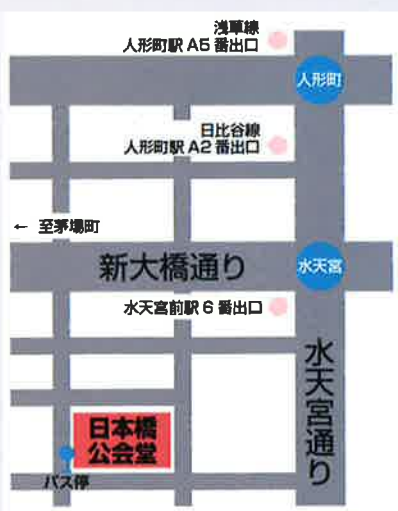 浅草線
人形町駅 A5 番出口
人形町
日比谷線
人形町駅 A2 番出口
← 至茅場町
新大橋通り
水天宮
水天宮前駅 6 番出口
水天宮通り
日本橋
公会堂
バス停